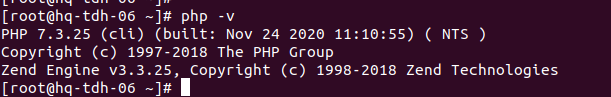 [root@hq-tdh-06 ~]# php -v
PHP 7.3.25 (cli) (built: Nov 24 2020 11:10:55) ( NTS )
Copyright (c) 1997-2018 The PHP Group
Zend Engine v3.3.25, Copyright (c) 1998-2018 Zend Technologies
[root@hq-tdh-06 ~]#